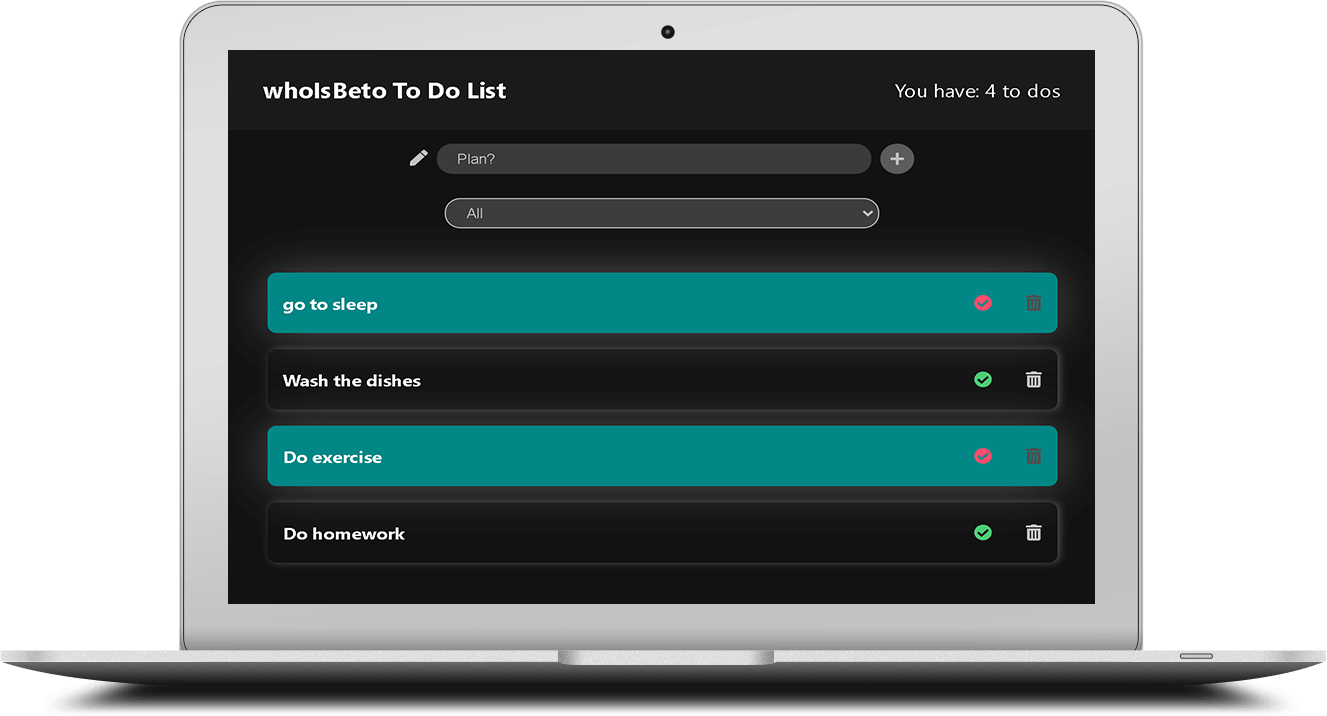 whoIsBeto To Do List
You have: 4 to dos
Plan?
All
go to sleep
Wash the dishes
Do exercise
Do homework